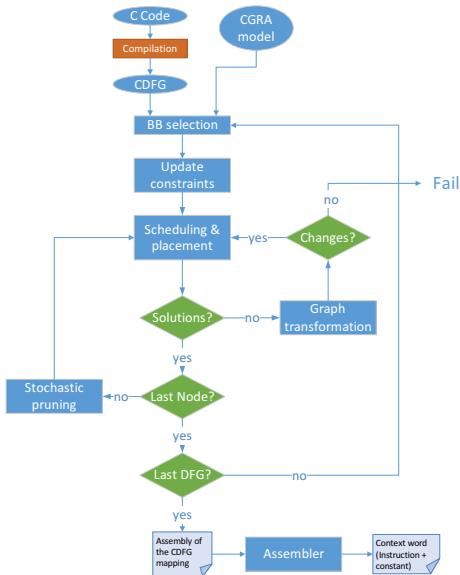 C Code
CGRA
model
Compilation
CDFG
BB selection
Update
constraints
Fail
no
Scheduling &
placement
yes
Changes?
Solutions?
no
Graph
transformation
yes
Stochastic
pruning
no
Last Node?
yes
Last DFG?
no
yes
Assembly of
the CDFG
mapping
Assembler
Context word
(Instruction +
constant)